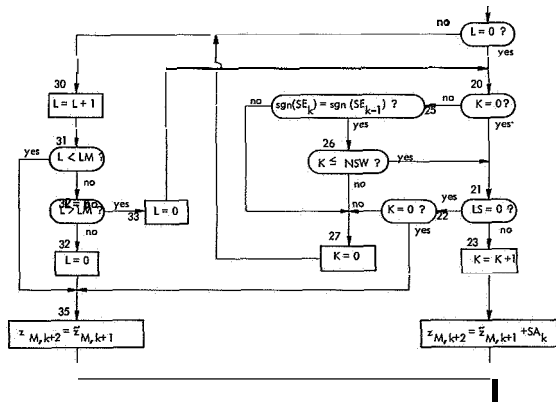 no
L = 0 ?
yes
30
L = L + 1
20
K = 0?
no
sgn(SE_k) = sgn (SE_k-1) ?
no
25
yes
yes
31
L < LM ?
yes
no
26
K ≤ NSW ?
yes
no
L > LM ?
yes
33
L = 0
no
21
LS = 0 ?
yes
22
K = 0 ?
no
yes
no
32
L = 0
27
K = 0
23
K = K + 1
35
z_M,k+2 = z̃_M,k+1
z_M,k+2 = z̃_M,k+1 + SA_k